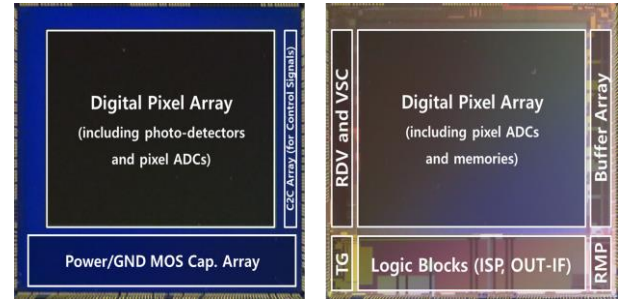 Digital Pixel Array
(including photo-detectors
and pixel ADCs)
C2C Array (for Control Signals)
Power/GND MOS Cap. Array
RDV and VSC
Digital Pixel Array
(including pixel ADCs
and memories)
Buffer Array
TG
Logic Blocks (ISP, OUT-IF)
RMP